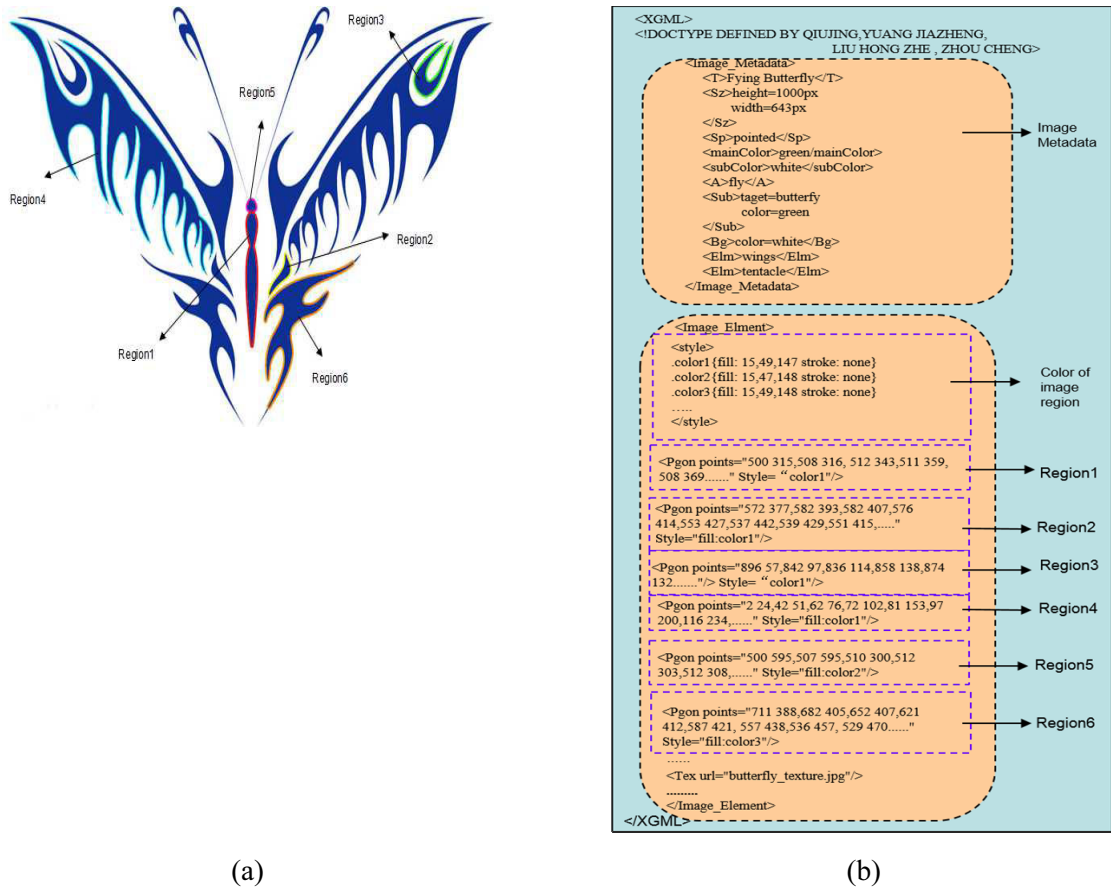 Region3
Region5
Region4
Region2
Region1
Region6
(a)
<XGML>
<!DOCTYPE DEFINED BY QIUJING,YUANG JIAZHENG,
LIU HONG ZHE , ZHOU CHENG>
<Image_Metadata>
<T>Fying Butterfly</T>
<Sz>height=1000px
width=643px
</Sz>
<Sp>pointed</Sp>
<mainColor>green/mainColor>
<subColor>white</subColor>
<A>fly</A>
<Sub>taget=butterfy
color=green
</Sub>
<Bg>color=white</Bg>
<Elm>wings</Elm>
<Elm>tentacle</Elm>
</Image_Metadata>
Image
Metadata
<Image_Elment>
<style>
.color1{fill: 15,49,147 stroke: none}
.color2{fill: 15,47,148 stroke: none}
.color3{fill: 15,49,148 stroke: none}
.....
</style>
Color of
image
region
<Pgon points="500 315,508 316, 512 343,511 359,
508 369......." Style= “color1"/>
Region1
<Pgon points="572 377,582 393,582 407,576
414,553 427,537 442,539 429,551 415,....."
Style="fill:color1"/>
Region2
<Pgon points="896 57,842 97,836 114,858 138,874
132......."/> Style= “color1"/>
Region3
<Pgon points="2 24,42 51,62 76,72 102,81 153,97
200,116 234,......" Style="fill:color1"/>
Region4
<Pgon points="500 595,507 595,510 300,512
303,512 308,......" Style="fill:color2"/>
Region5
<Pgon points="711 388,682 405,652 407,621
412,587 421, 557 438,536 457, 529 470......"
Style="fill:color3"/>
Region6
......
<Tex url="butterfly_texture.jpg"/>
.........
</Image_Element>
</XGML>
(b)